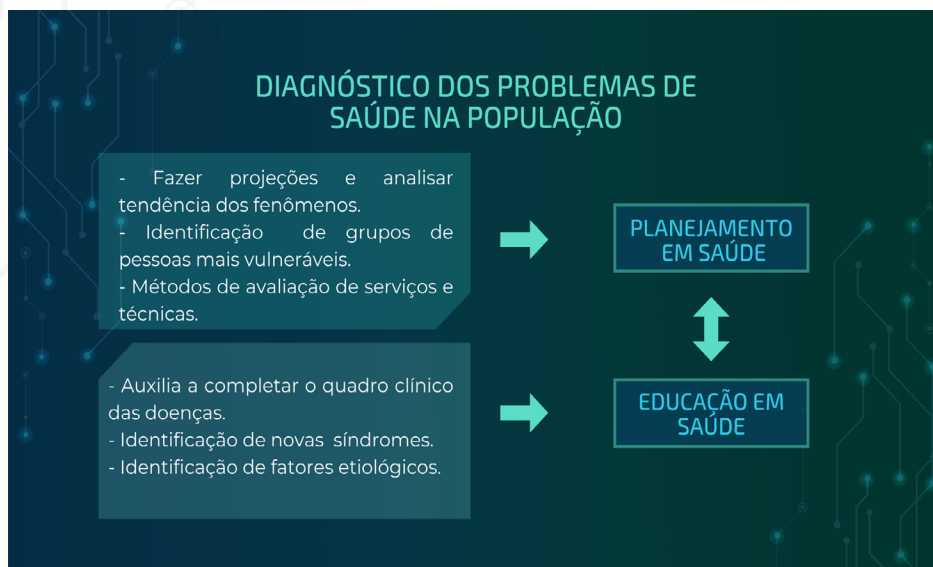 DIAGNÓSTICO DOS PROBLEMAS DE
SAÚDE NA POPULAÇÃO
- Fazer projeções e analisar
tendência dos fenômenos.
- Identificação de grupos de
pessoas mais vulneráveis.
- Métodos de avaliação de serviços e
técnicas.
PLANEJAMENTO
EM SAÚDE
- Auxilia a completar o quadro clínico
das doenças.
- Identificação de novas síndromes.
- Identificação de fatores etiológicos.
EDUCAÇÃO EM
SAÚDE